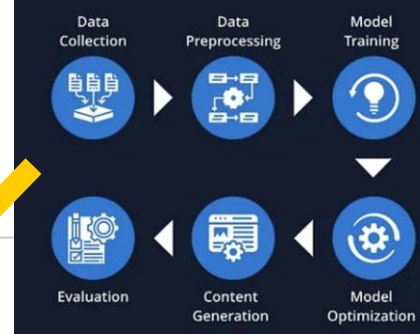 Data
Collection
Data
Preprocessing
Model
Training
Evaluation
Content
Generation
Model
Optimization